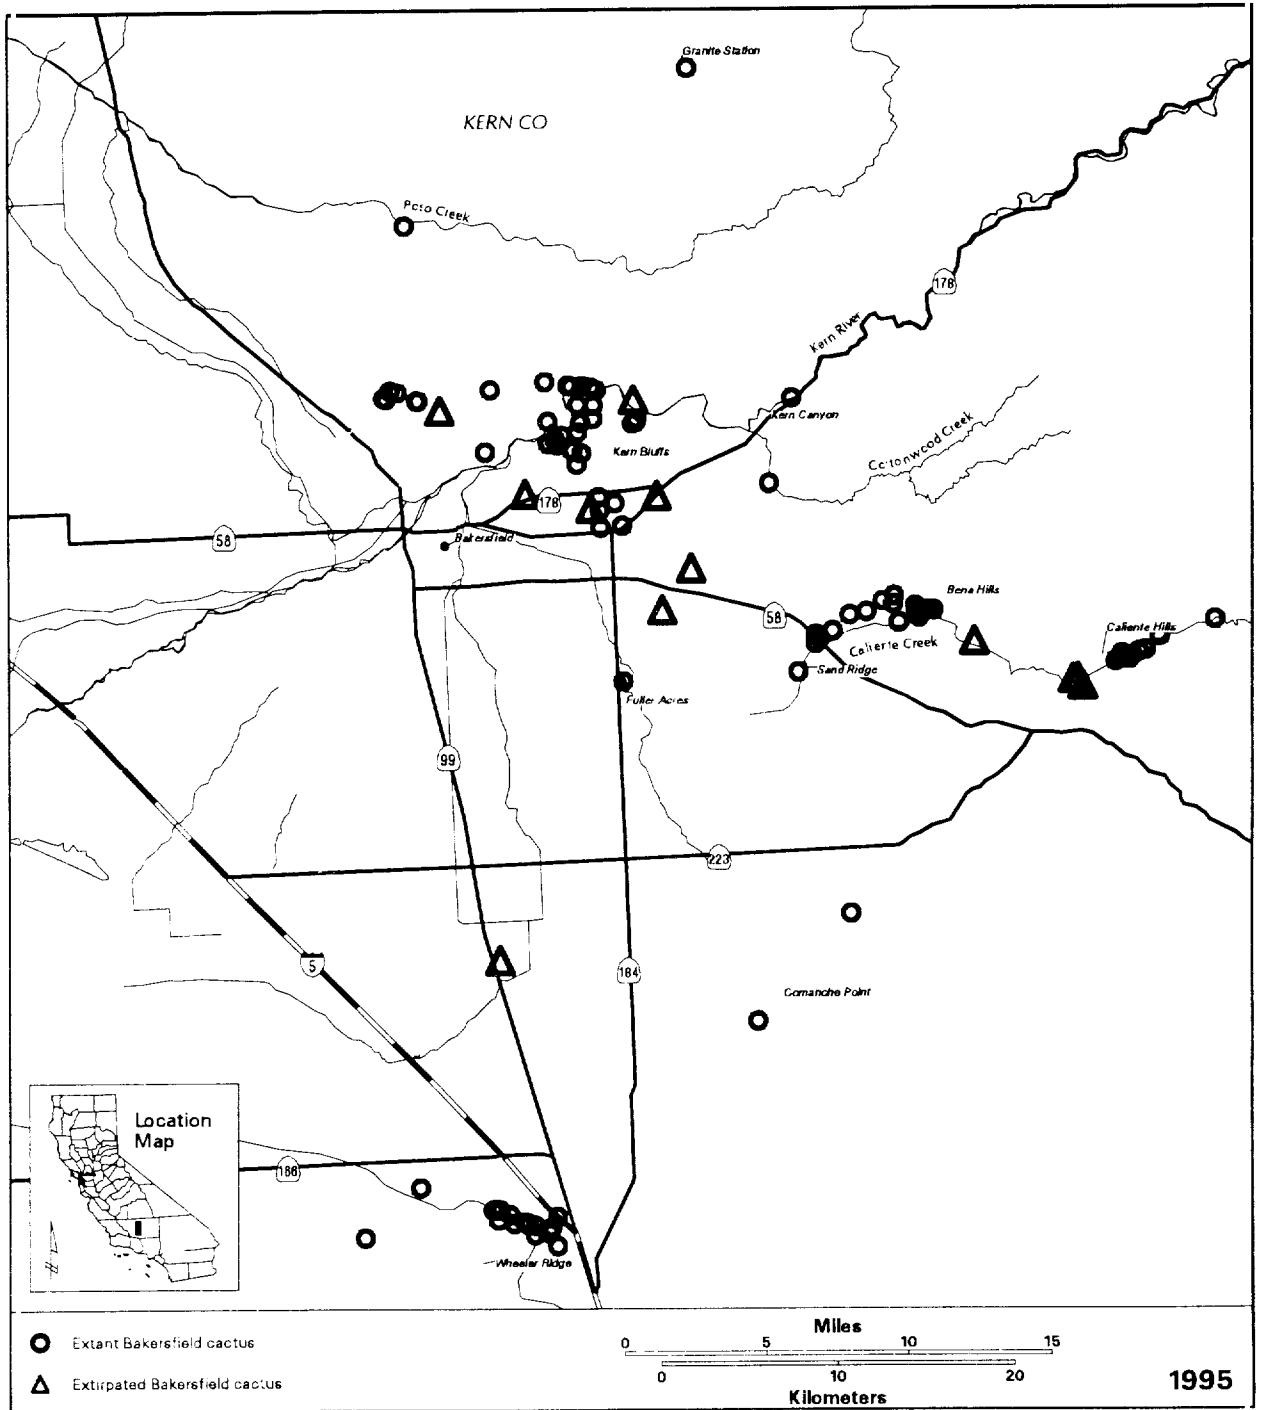 Granite Station
KERN CO
Poso Creek
178
Kern River
Kern Canyon
Cottonwood Creek
Kern Bluffs
178
58
Bakersfield
Bena Hills
58
Caliente Hills
Caliente Creek
Sand Ridge
Fuller Acres
99
223
5
184
Comanche Point
Location
Map
166
Wheeler Ridge
Extant Bakersfield cactus
Extirpated Bakersfield cactus
Miles
0 5 10 15
0 10 20
Kilometers
1995